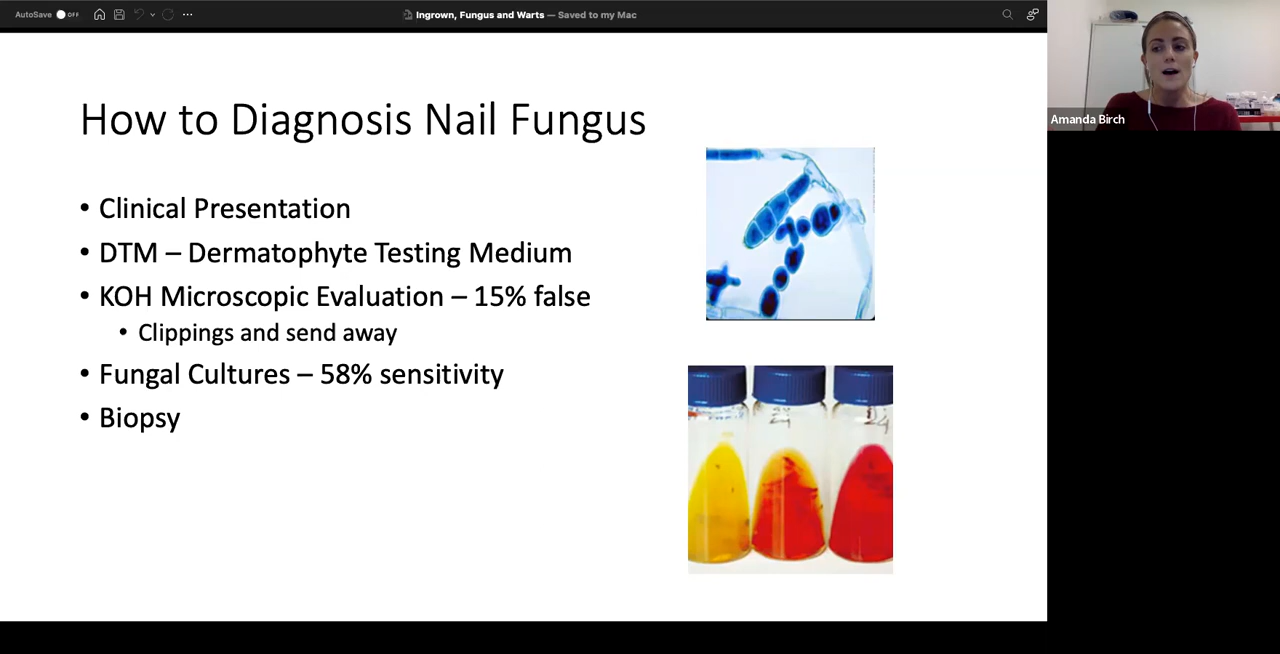 AutoSave OFF
Ingrown, Fungus and Warts — Saved to my Mac
Amanda Birch
How to Diagnosis Nail Fungus
• Clinical Presentation
• DTM – Dermatophyte Testing Medium
• KOH Microscopic Evaluation – 15% false
• Clippings and send away
• Fungal Cultures – 58% sensitivity
• Biopsy